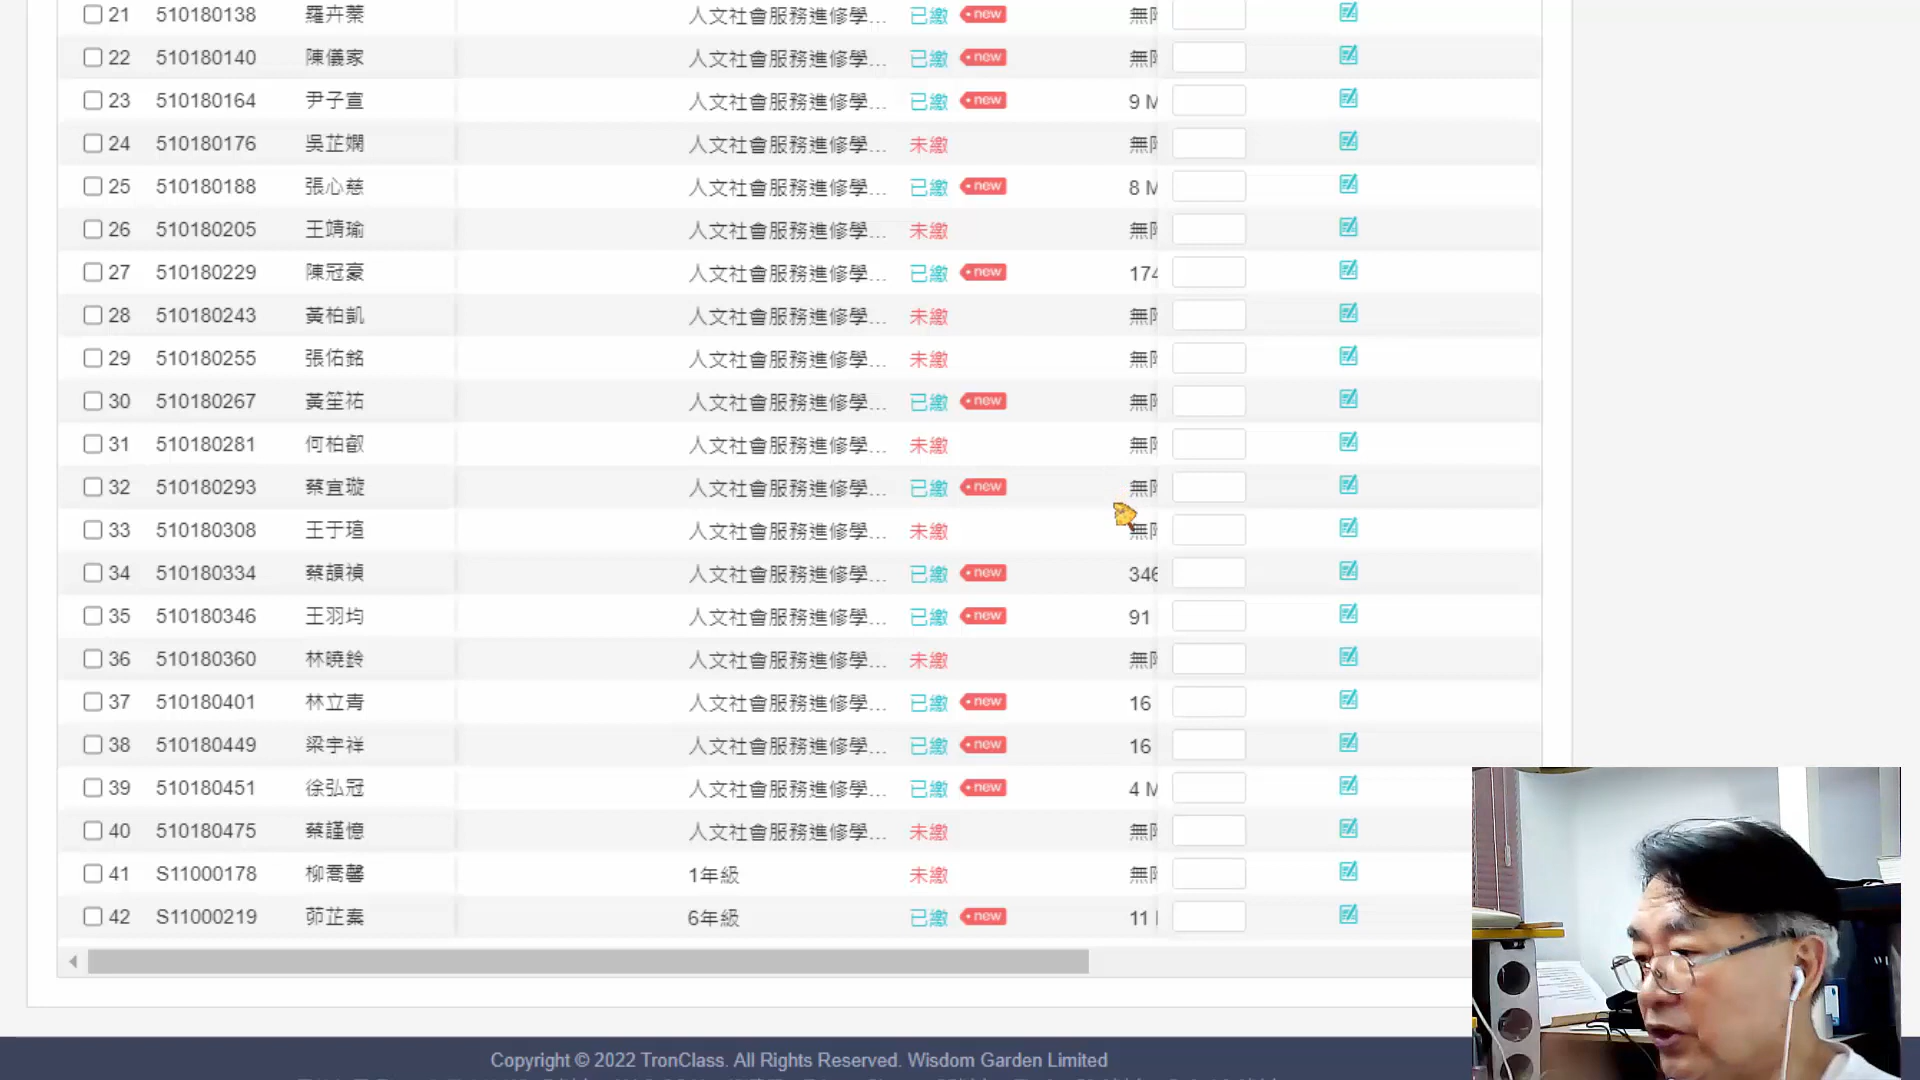 21 510180138 羅卉蘩 人文社會服務進修學... 已繳 new
22 510180140 陳儀家 人文社會服務進修學... 已繳 new
23 510180164 尹子宣 人文社會服務進修學... 已繳 new 9 M
24 510180176 吳芷嫻 人文社會服務進修學... 未繳
25 510180188 張心慈 人文社會服務進修學... 已繳 new 8 M
26 510180205 王靖瑜 人文社會服務進修學... 未繳
27 510180229 陳冠豪 人文社會服務進修學... 已繳 new 174
28 510180243 黃柏凱 人文社會服務進修學... 未繳
29 510180255 張佑銘 人文社會服務進修學... 未繳
30 510180267 黃笙祐 人文社會服務進修學... 已繳 new
31 510180281 何柏叡 人文社會服務進修學... 未繳
32 510180293 蔡宜璇 人文社會服務進修學... 已繳 new
33 510180308 王于瑄 人文社會服務進修學... 未繳
34 510180334 蔡頡禎 人文社會服務進修學... 已繳 new 346
35 510180346 王羽均 人文社會服務進修學... 已繳 new 91
36 510180360 林曉鈴 人文社會服務進修學... 未繳
37 510180401 林立青 人文社會服務進修學... 已繳 new 16
38 510180449 梁宇祥 人文社會服務進修學... 已繳 new 16
39 510180451 徐弘冠 人文社會服務進修學... 已繳 new 4 M
40 510180475 蔡謹憶 人文社會服務進修學... 未繳
41 S11000178 柳喬馨 1年級 未繳
42 S11000219 茆芷蓁 6年級 已繳 new 11
Copyright © 2022 TronClass. All Rights Reserved. Wisdom Garden Limited